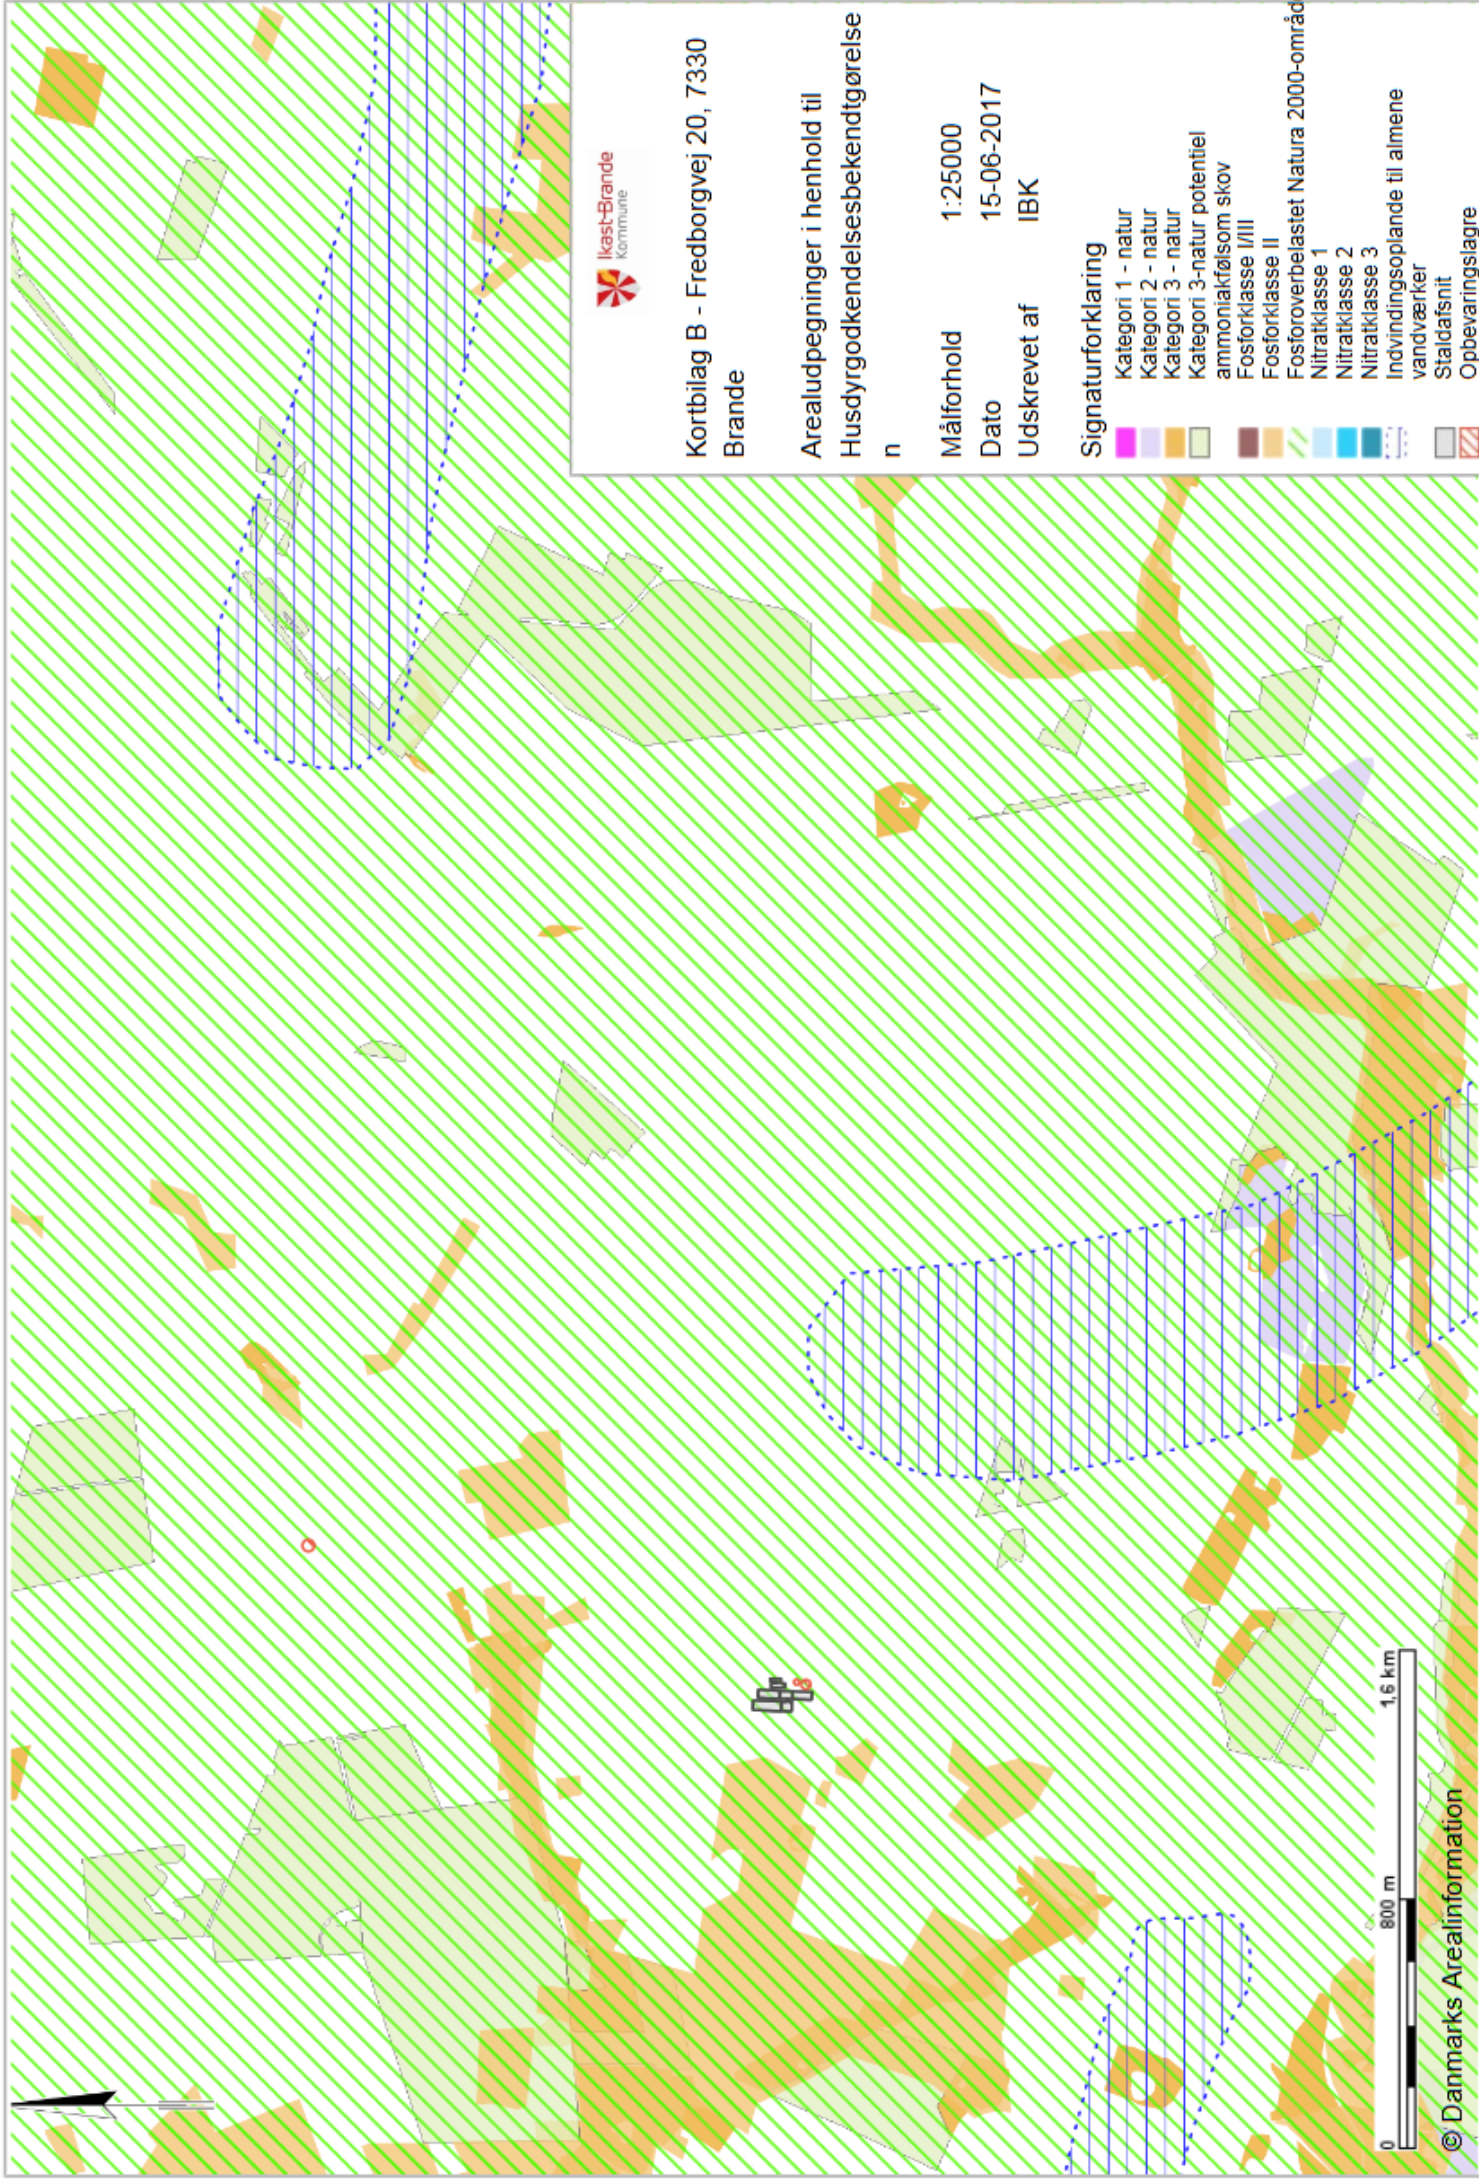 Ikast-Brande
Kommune
Kortbilag B - Fredborgvej 20, 7330
Brande
Arealudpegninger i henhold til
Husdyrgodkendelsesbekendtgørelse
n
Målforhold 1:25000
Dato 15-06-2017
Udskrevet af IBK
Signaturforklaring
Kategori 1 - natur
Kategori 2 - natur
Kategori 3 - natur
Kategori 3-natur potentiel
ammoniakfølsom skov
Fosforklasse I/III
Fosforklasse II
Fosforoverbelastet Natura 2000-områd
Nitratklasse 1
Nitratklasse 2
Nitratklasse 3
Indvindingsoplande til almene
vandværker
Staldafsnit
Opbevaringslagre
0 800 m 1,6 km
© Danmarks Arealinformation